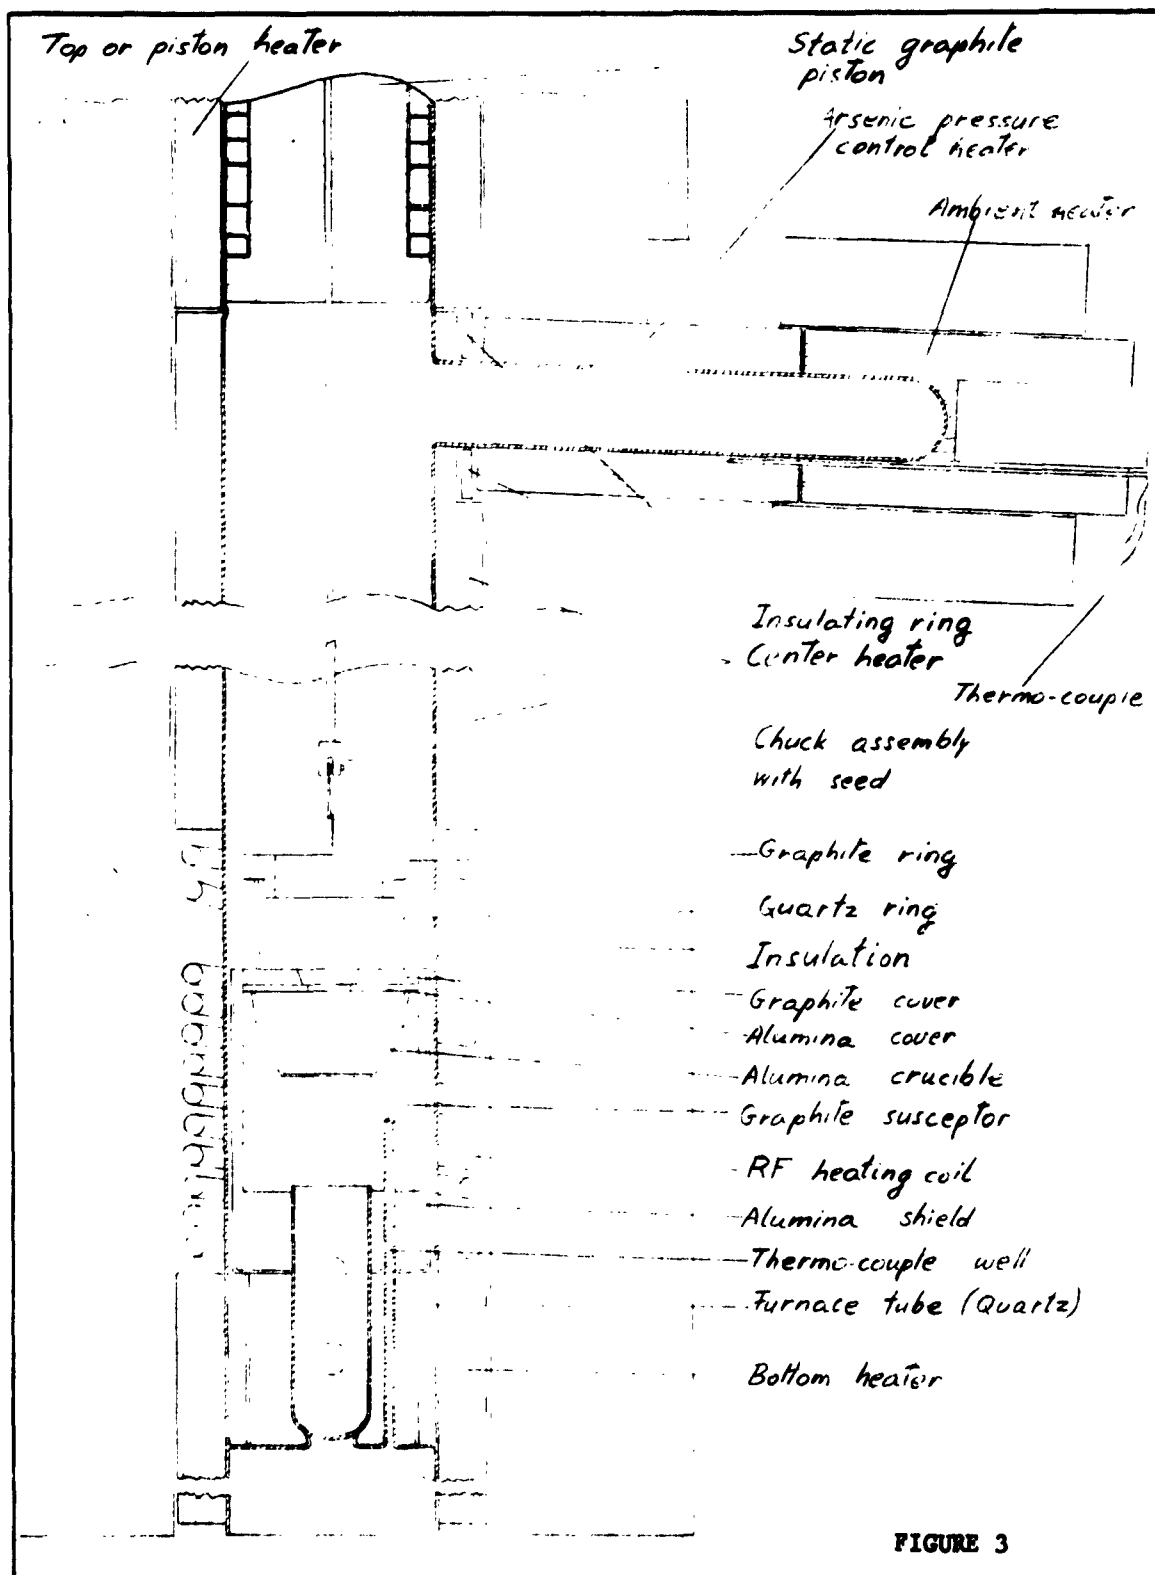 Top or piston heater
Static graphite
piston
Arsenic pressure
control heater
Ambient heater
Insulating ring
Center heater
Thermo-couple
Chuck assembly
with seed
Graphite ring
Quartz ring
Insulation
Graphite cover
Alumina cover
Alumina crucible
Graphite susceptor
RF heating coil
Alumina shield
Thermo-couple well
Furnace tube (Quartz)
Bottom heater
FIGURE 3